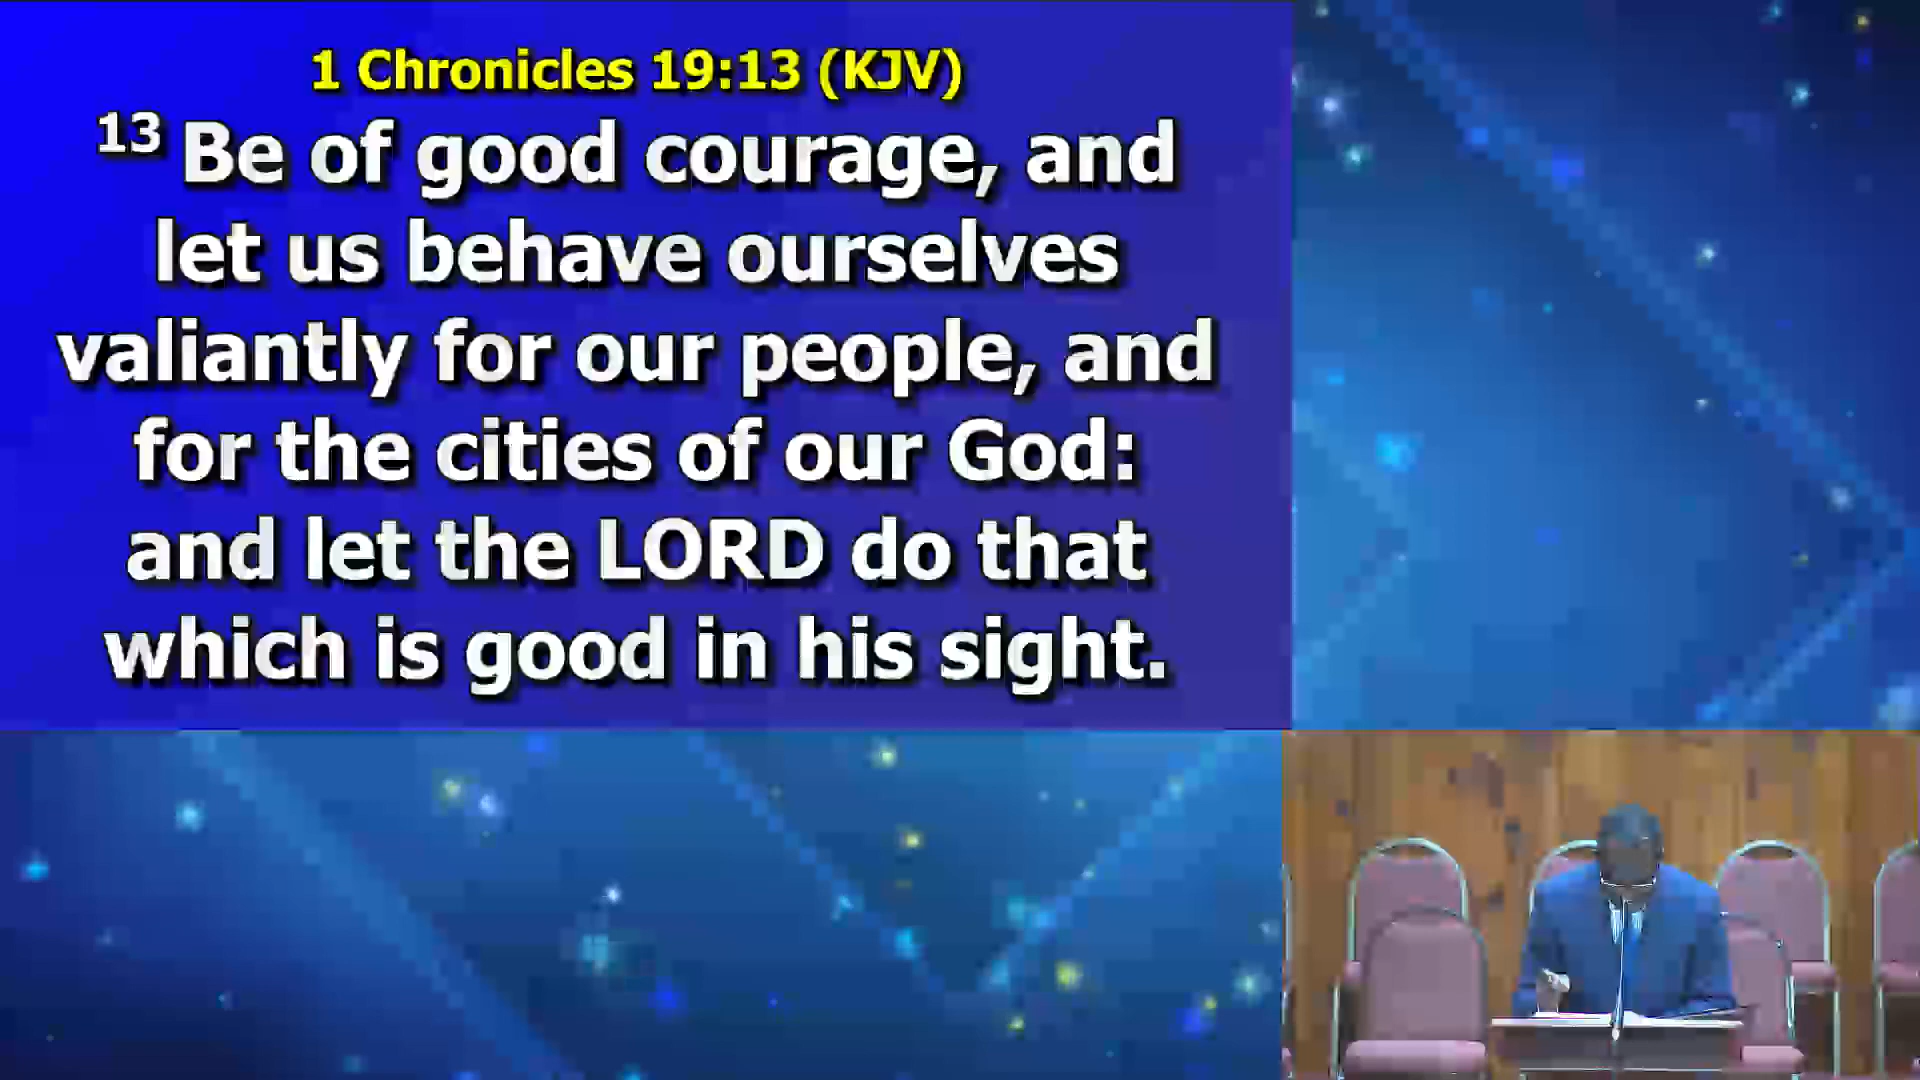 1 Chronicles 19:13 (KJV)
13 Be of good courage, and
let us behave ourselves
valiantly for our people, and
for the cities of our God:
and let the LORD do that
which is good in his sight.